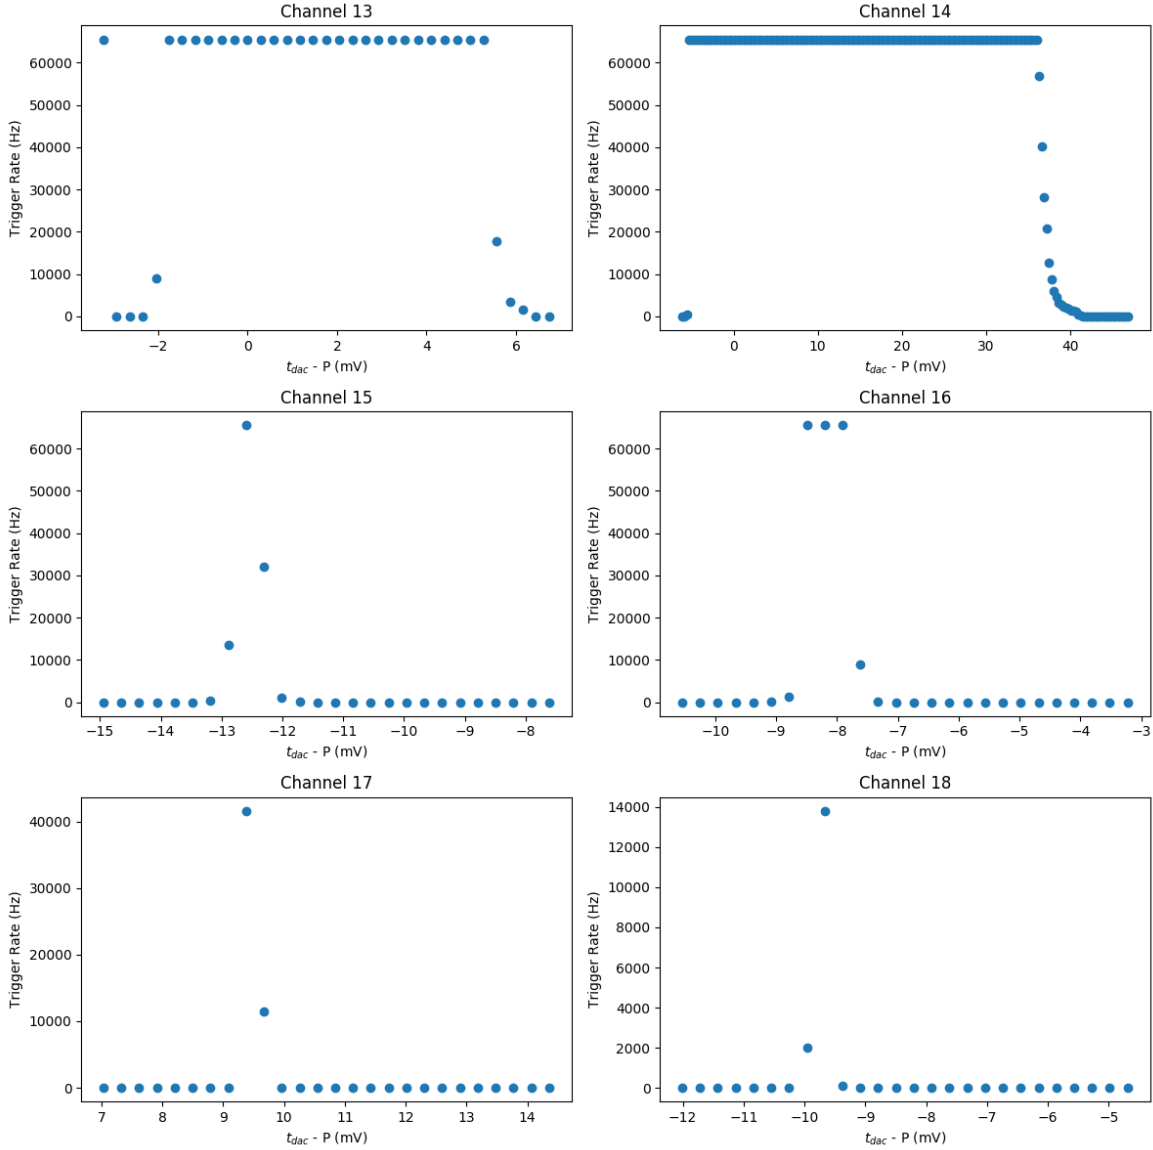 Channel 13
Trigger Rate (Hz)
60000
50000
40000
30000
20000
10000
0
−2 0 2 4 6
t_dac - P (mV)
Channel 14
Trigger Rate (Hz)
60000
50000
40000
30000
20000
10000
0
0 10 20 30 40
t_dac - P (mV)
Channel 15
Trigger Rate (Hz)
60000
50000
40000
30000
20000
10000
0
−15 −14 −13 −12 −11 −10 −9 −8
t_dac - P (mV)
Channel 16
Trigger Rate (Hz)
60000
50000
40000
30000
20000
10000
0
−10 −9 −8 −7 −6 −5 −4 −3
t_dac - P (mV)
Channel 17
Trigger Rate (Hz)
40000
30000
20000
10000
0
7 8 9 10 11 12 13 14
t_dac - P (mV)
Channel 18
Trigger Rate (Hz)
14000
12000
10000
8000
6000
4000
2000
0
−12 −11 −10 −9 −8 −7 −6 −5
t_dac - P (mV)